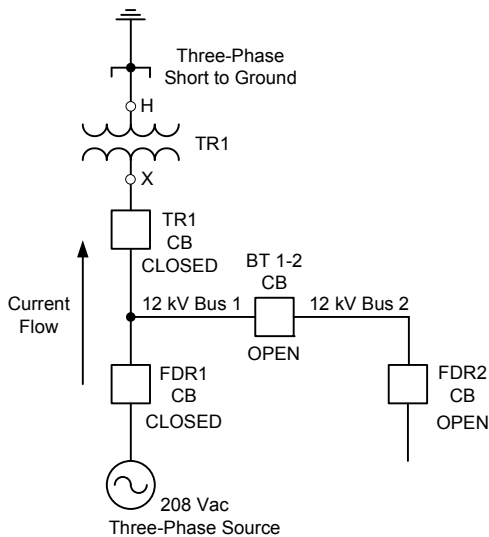 Three-Phase
Short to Ground
H
TR1
X
TR1
CB
CLOSED
BT 1-2
CB
Current
Flow
12 kV Bus 1
12 kV Bus 2
OPEN
FDR1
CB
CLOSED
FDR2
CB
OPEN
208 Vac
Three-Phase Source